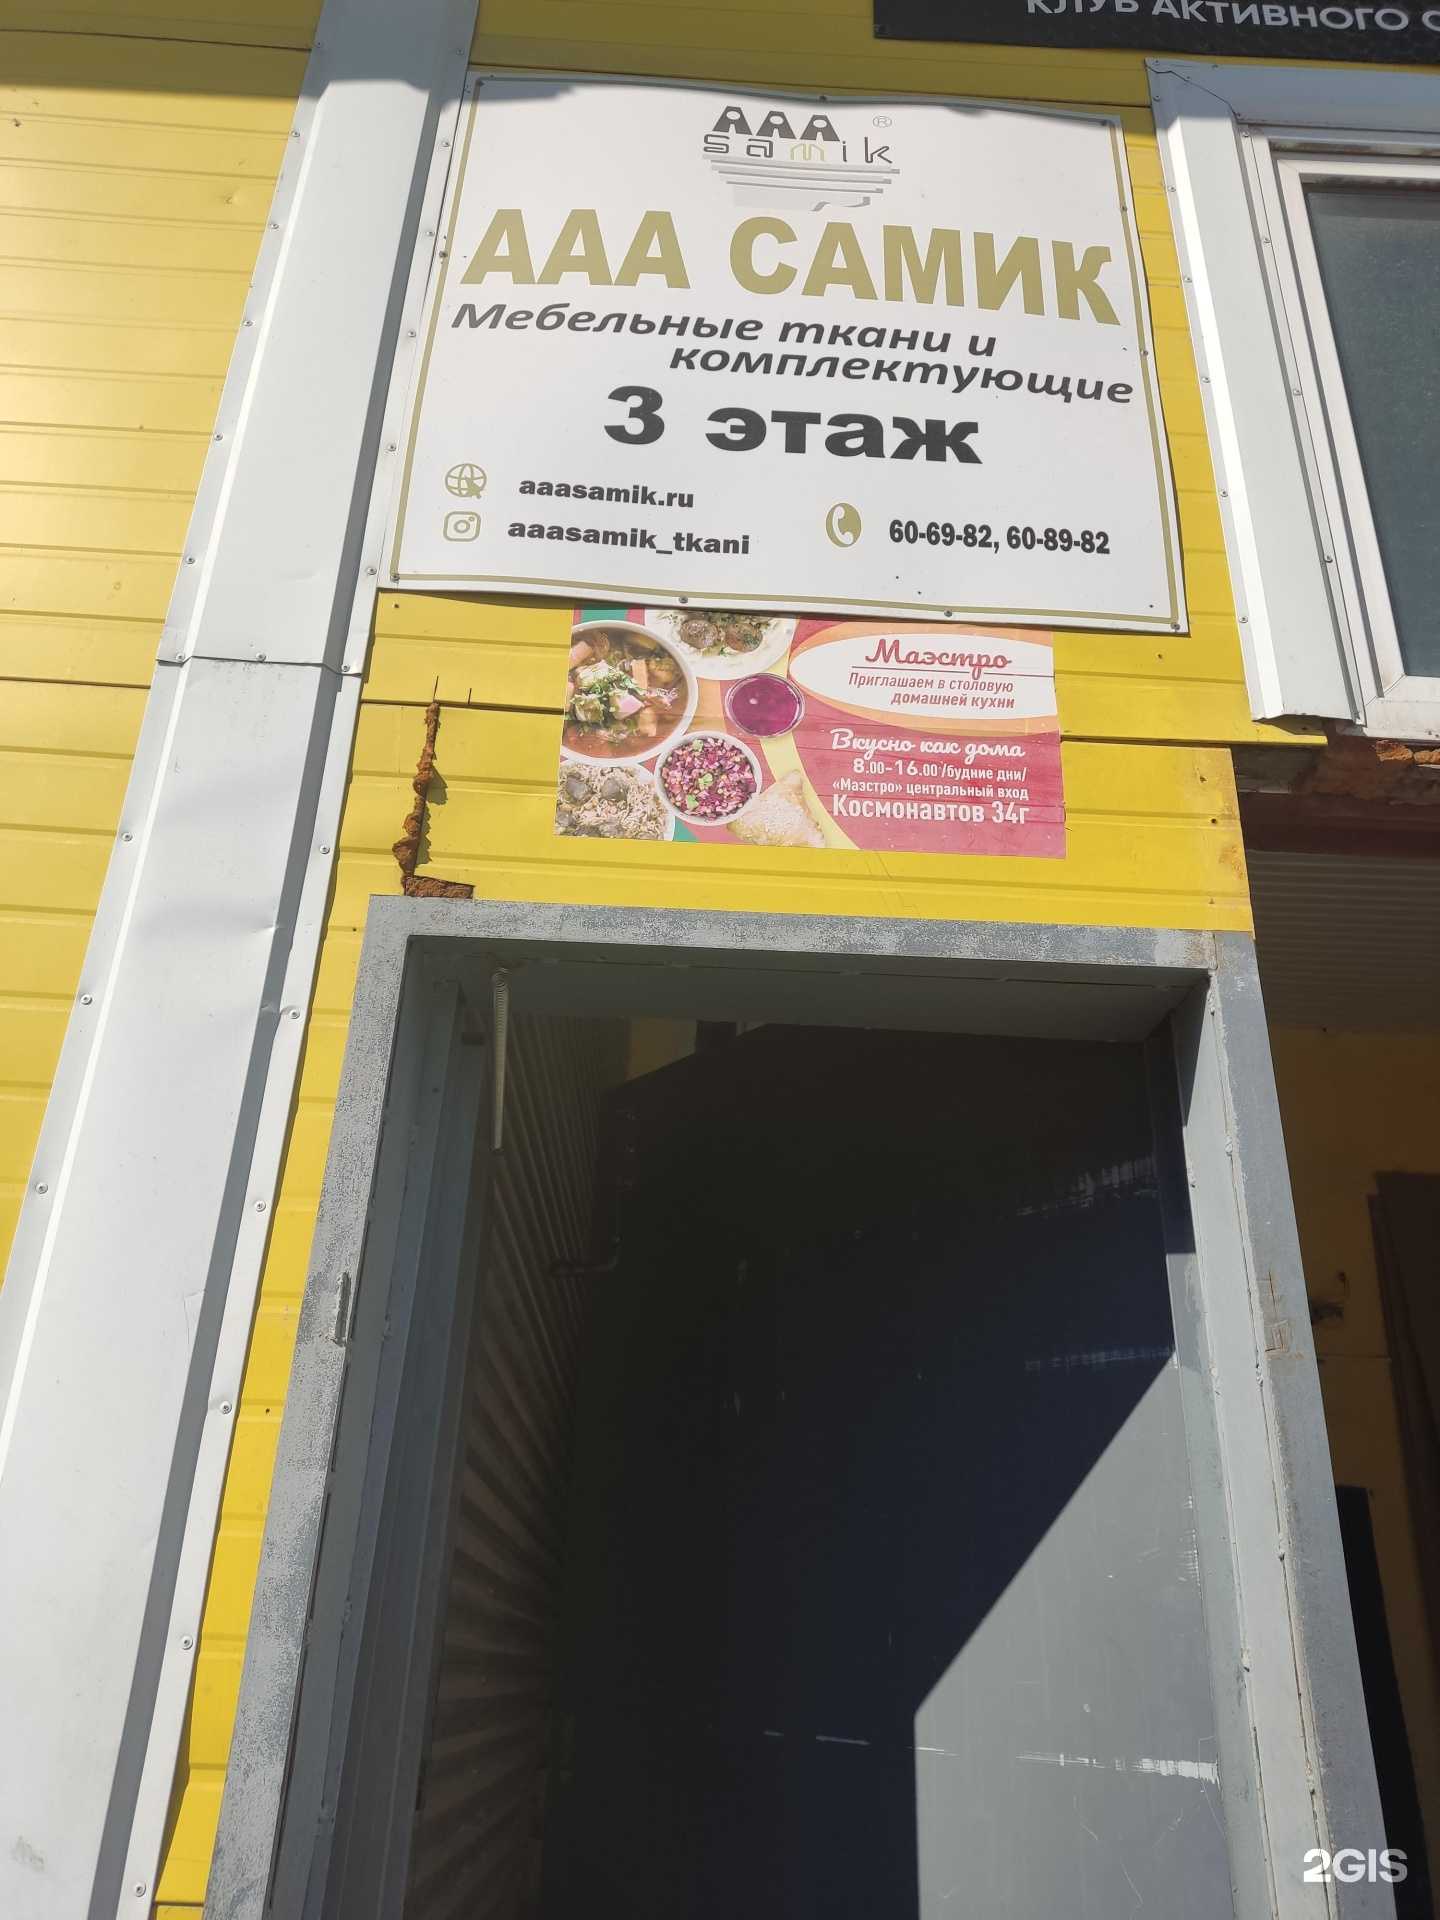 КЛУБ АКТИВНОГО
AAA ®
samik
ААА САМИК
Мебельные ткани и
комплектующие
3 этаж
aaasamik.ru
aaasamik_tkani
60-69-82, 60-89-82
Маэстро
Приглашаем в столовую
домашней кухни
Вкусно как дома
8.00-16.00 /будние дни/
«Маэстро» центральный вход
Космонавтов 34г
2GIS